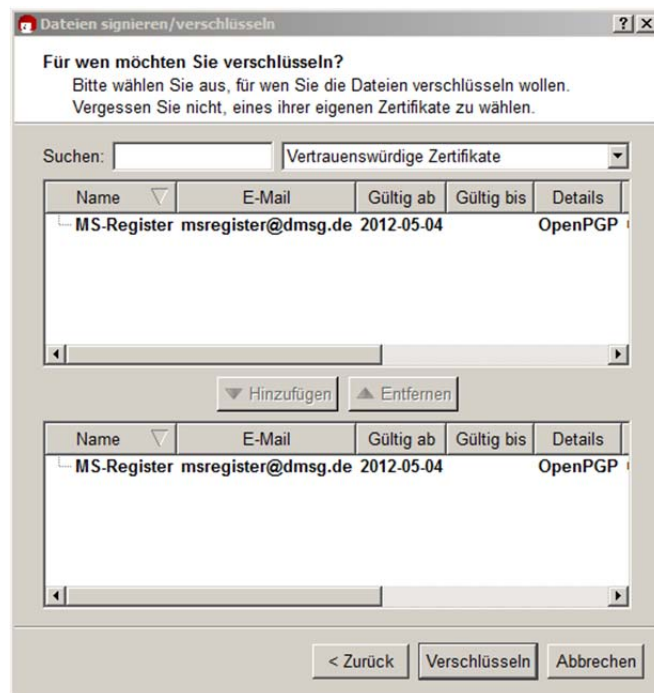 Dateien signieren/verschlüsseln
Für wen möchten Sie verschlüsseln?
Bitte wählen Sie aus, für wen Sie die Dateien verschlüsseln wollen.
Vergessen Sie nicht, eines ihrer eigenen Zertifikate zu wählen.
Suchen: Vertrauenswürdige Zertifikate
Name E-Mail Gültig ab Gültig bis Details
MS-Register msregister@dmsg.de 2012-05-04 OpenPGP
Hinzufügen Entfernen
Name E-Mail Gültig ab Gültig bis Details
MS-Register msregister@dmsg.de 2012-05-04 OpenPGP
< Zurück Verschlüsseln Abbrechen